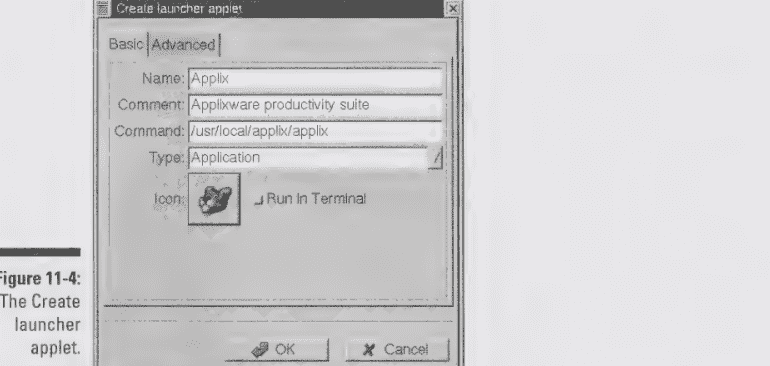 Create launcher applet
Basic Advanced
Name: Applix
Comment: Applixware productivity suite
Command: /usr/local/applix/applix
Type: Application
Icon: Run In Terminal
OK Cancel
Figure 11-4:
The Create
launcher
applet.